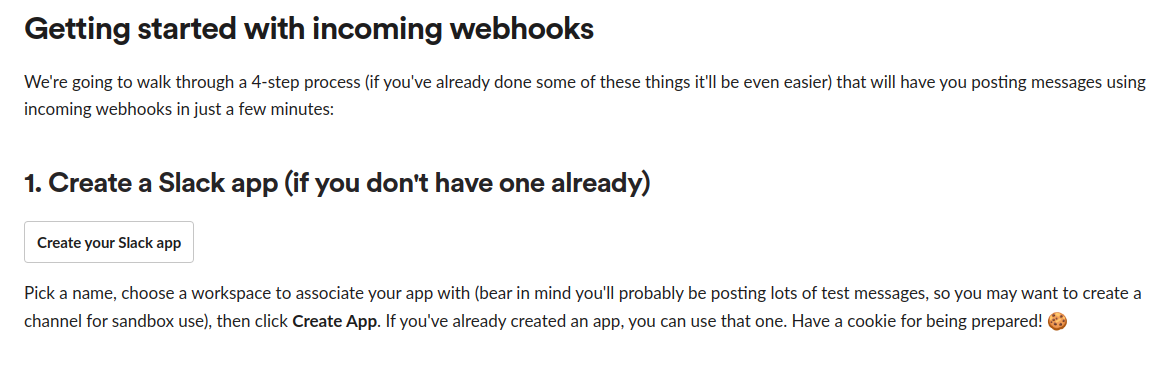 Getting started with incoming webhooks
We're going to walk through a 4-step process (if you've already done some of these things it'll be even easier) that will have you posting messages using
incoming webhooks in just a few minutes:
1. Create a Slack app (if you don't have one already)
Create your Slack app
Pick a name, choose a workspace to associate your app with (bear in mind you'll probably be posting lots of test messages, so you may want to create a
channel for sandbox use), then click Create App. If you've already created an app, you can use that one. Have a cookie for being prepared! 🍪